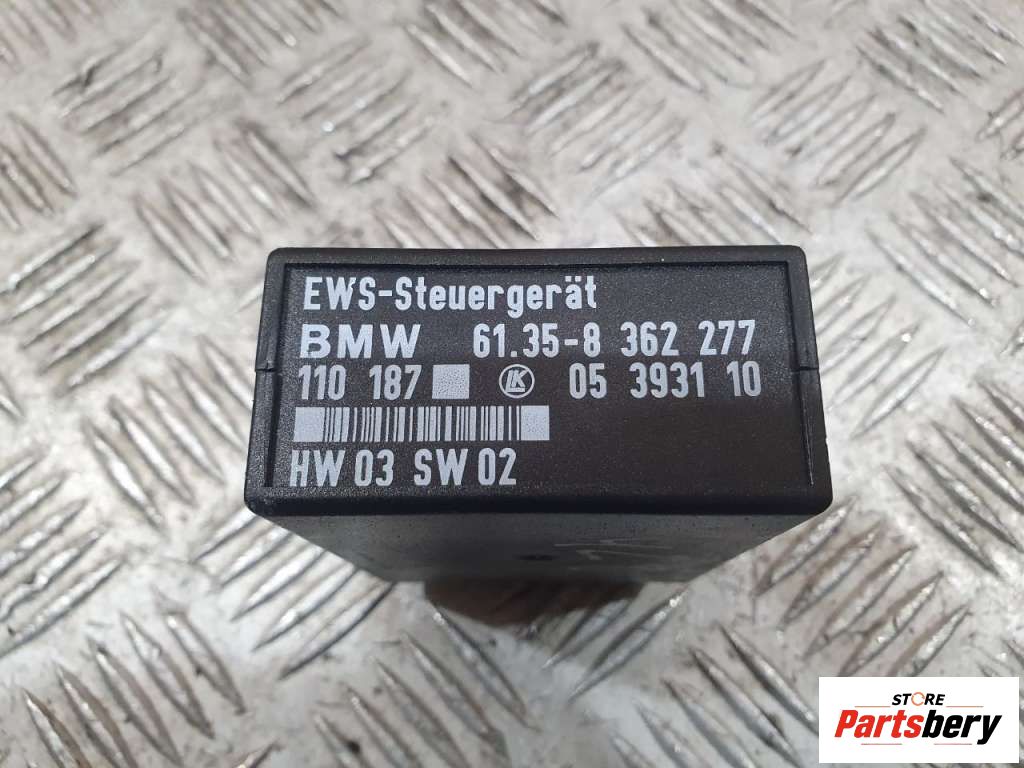 EWS-Steuergerät
BMW 61.35-8 362 277
110 187 LK 05 3931 10
HW 03 SW 02
STORE
Partsbery